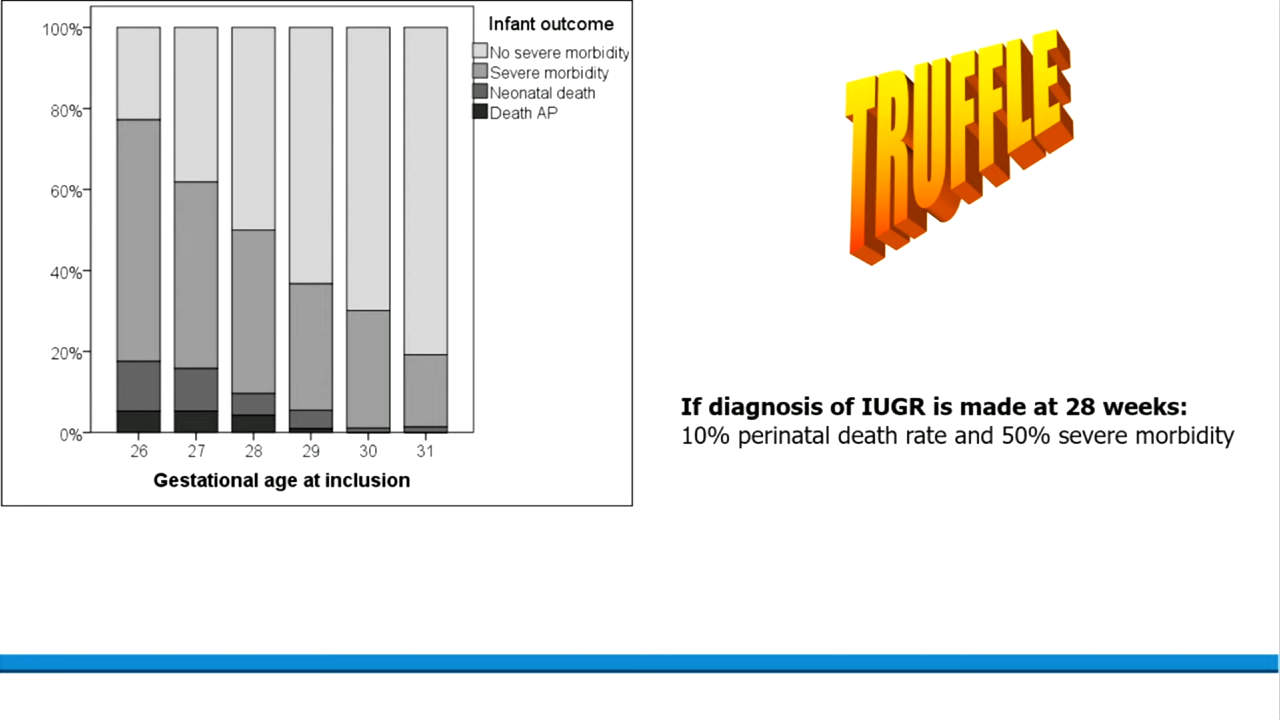 Infant outcome
No severe morbidity
Severe morbidity
Neonatal death
Death AP
100%
80%
60%
40%
20%
0%
26 27 28 29 30 31
Gestational age at inclusion
TRUFFLE
If diagnosis of IUGR is made at 28 weeks:
10% perinatal death rate and 50% severe morbidity